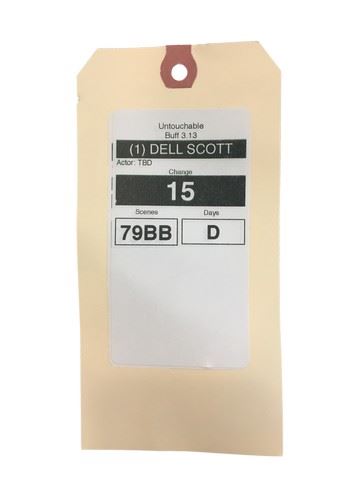 Untouchable
Buff 3.13
(1) DELL SCOTT
Actor: TBD
Change
15
Scenes Days
79BB D